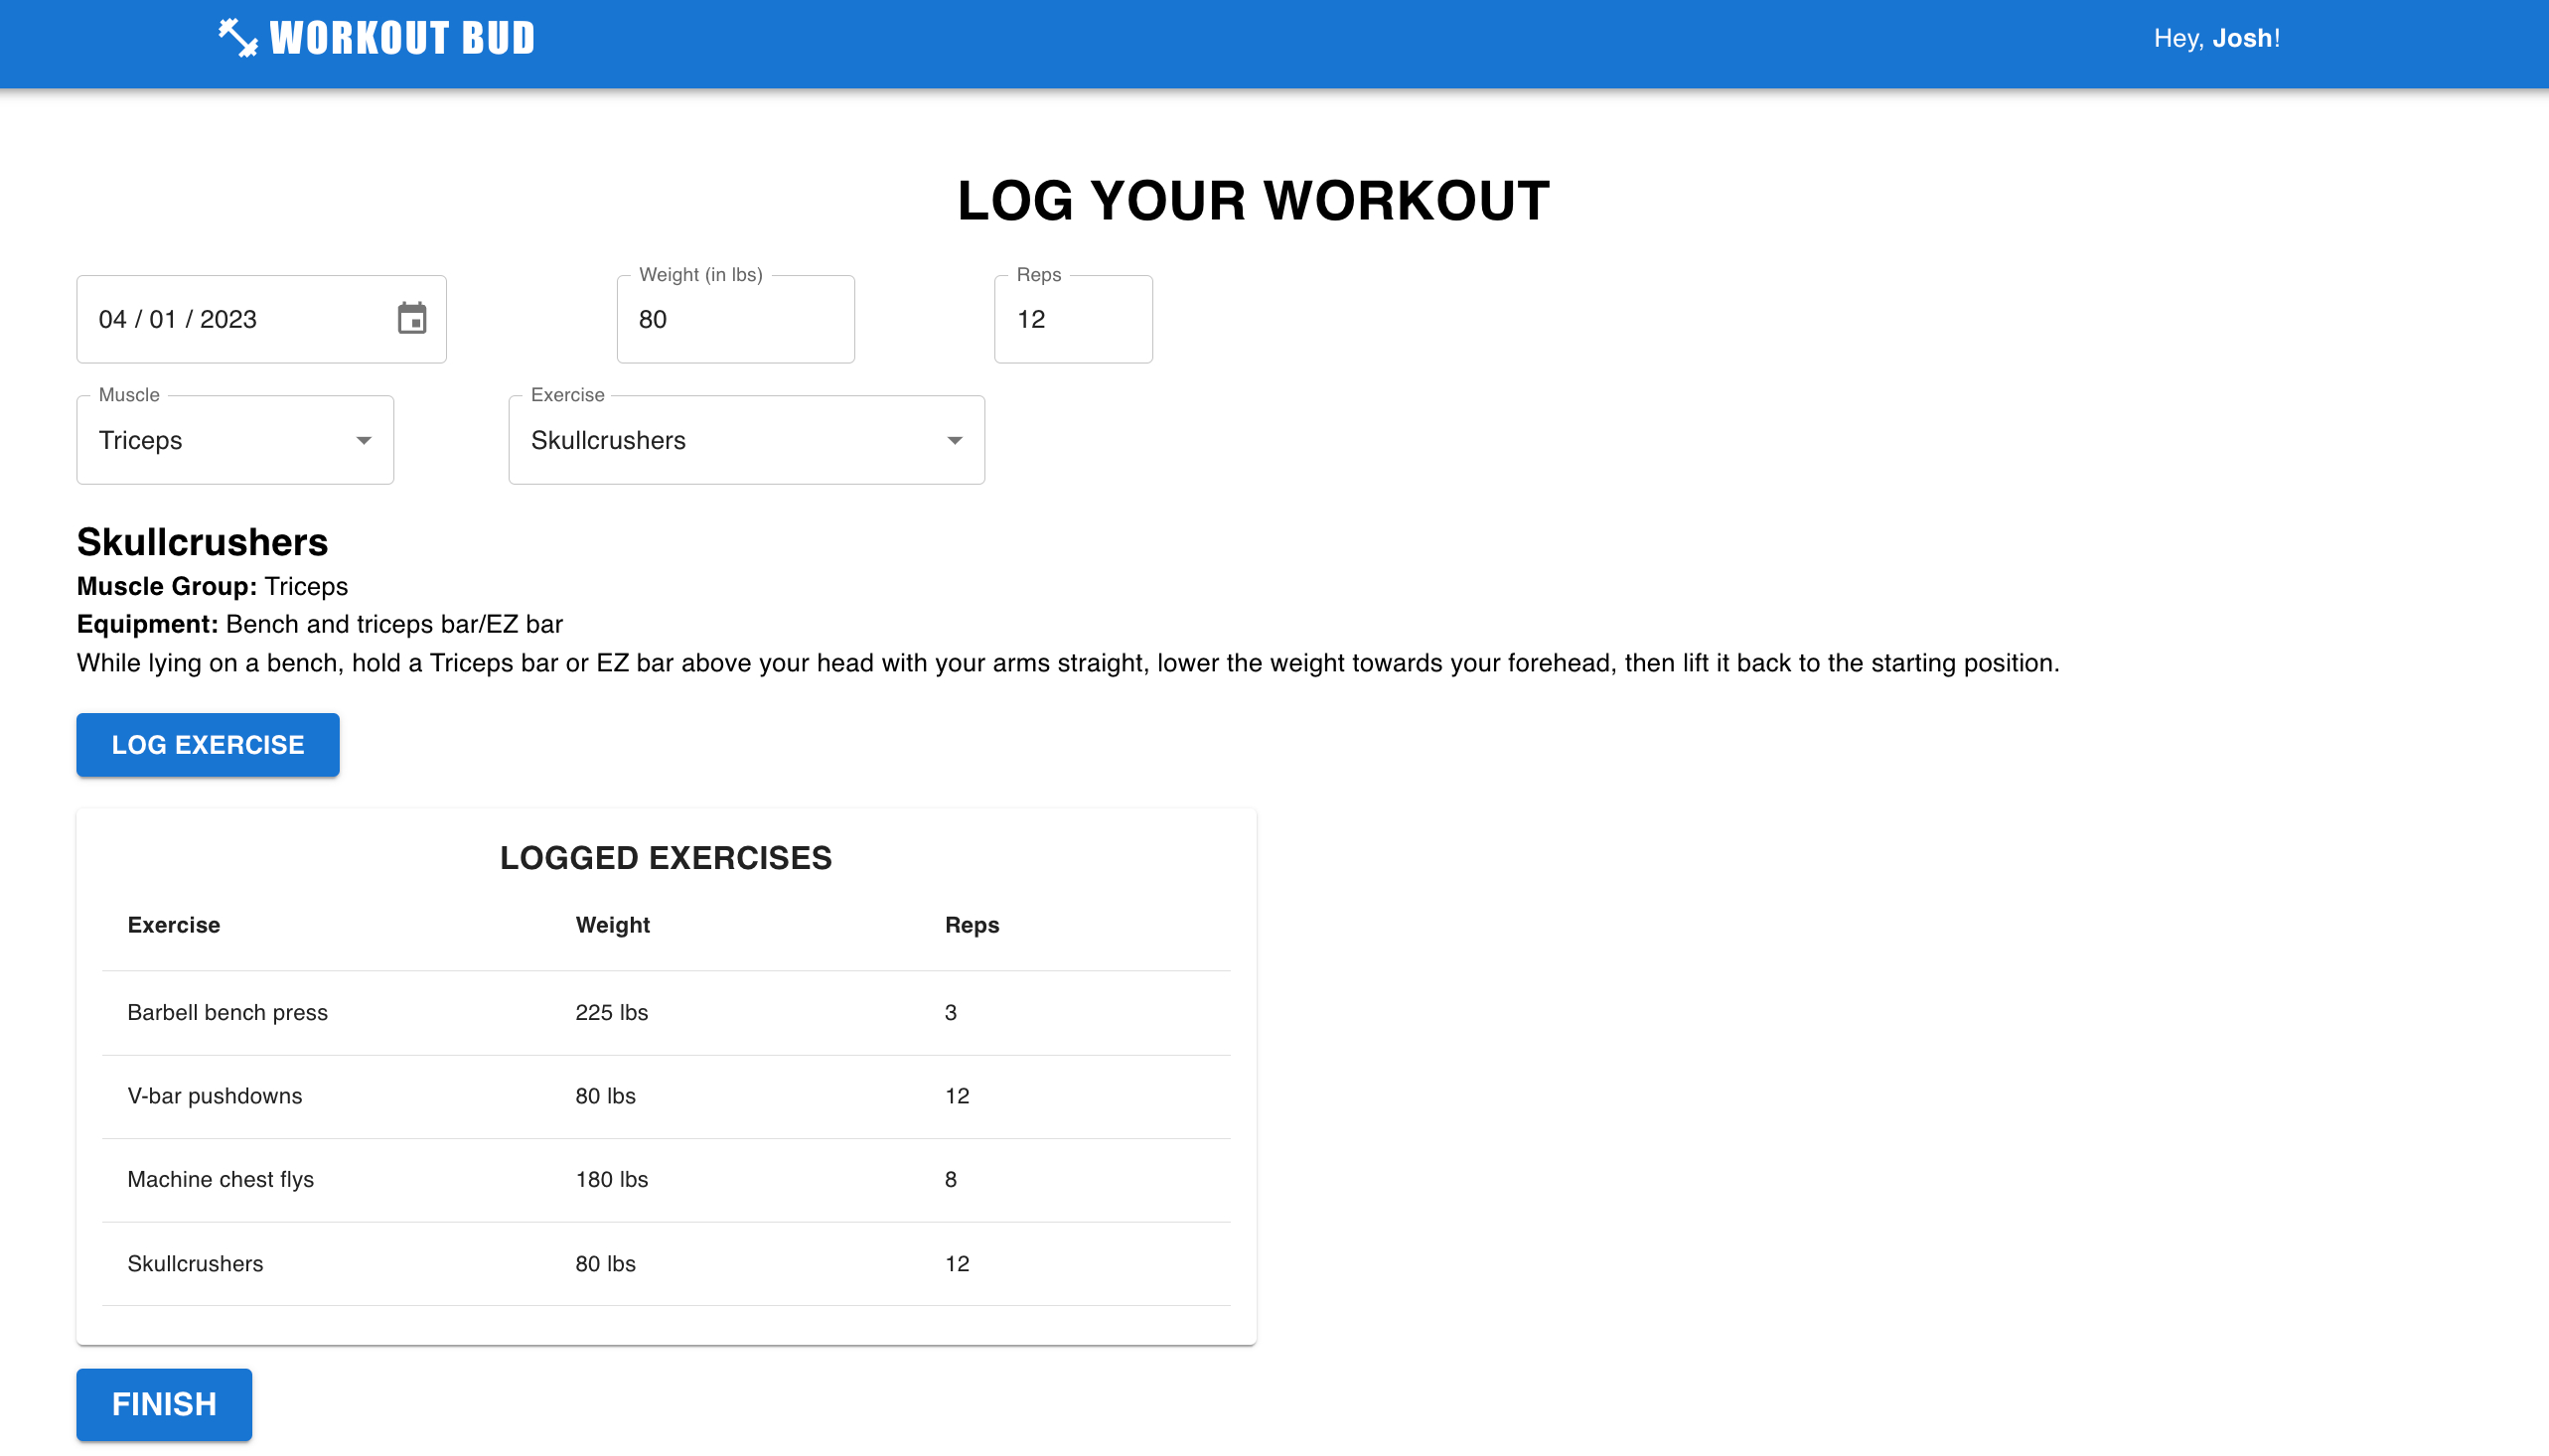 WORKOUT BUD
Hey, Josh!
LOG YOUR WORKOUT
04 / 01 / 2023
Weight (in lbs)
80
Reps
12
Muscle
Triceps
Exercise
Skullcrushers
Skullcrushers
Muscle Group: Triceps
Equipment: Bench and triceps bar/EZ bar
While lying on a bench, hold a Triceps bar or EZ bar above your head with your arms straight, lower the weight towards your forehead, then lift it back to the starting position.
LOG EXERCISE
LOGGED EXERCISES
Exercise Weight Reps
Barbell bench press 225 lbs 3
V-bar pushdowns 80 lbs 12
Machine chest flys 180 lbs 8
Skullcrushers 80 lbs 12
FINISH